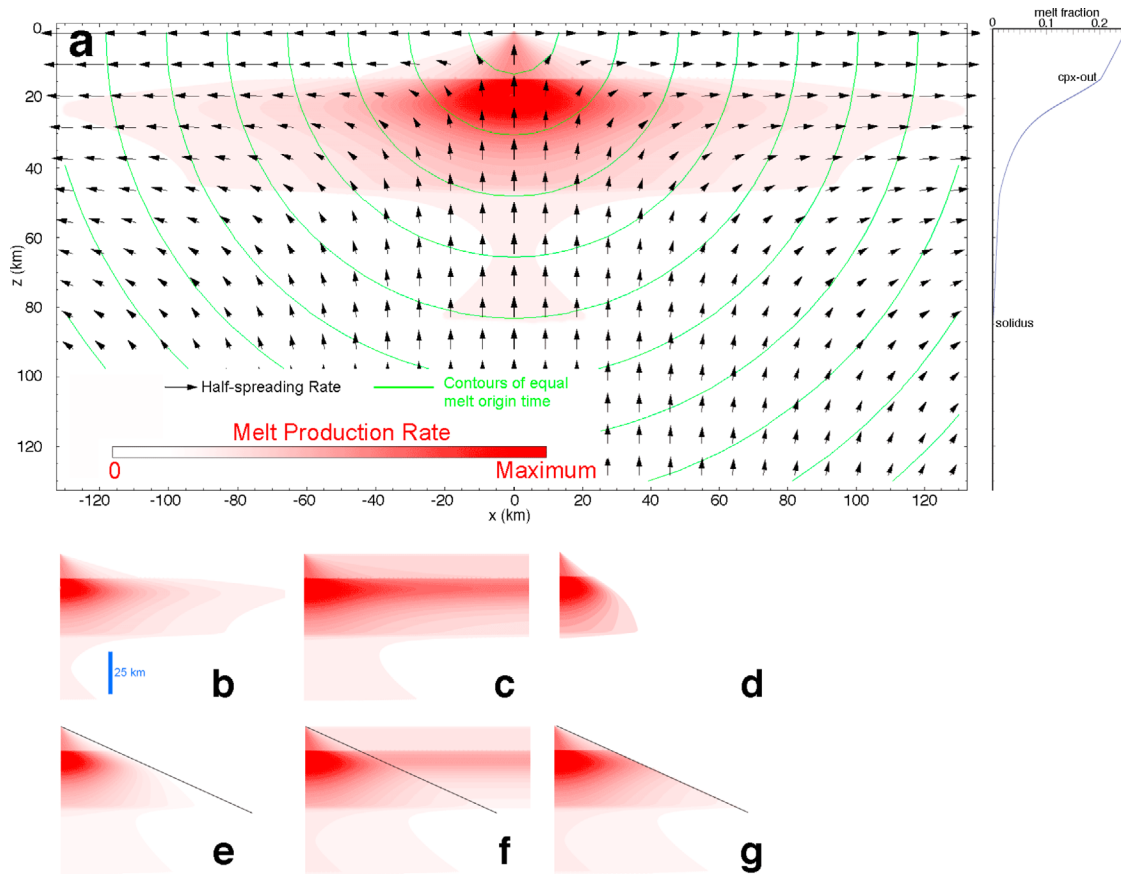 a
0
20
40
60
80
100
120
z (km)
-120 -100 -80 -60 -40 -20 0 20 40 60 80 100 120
x (km)
Half-spreading Rate
Contours of equal
melt origin time
Melt Production Rate
0
Maximum
melt fraction
0 0.1 0.2
cpx-out
solidus
25 km
b
c
d
e
f
g